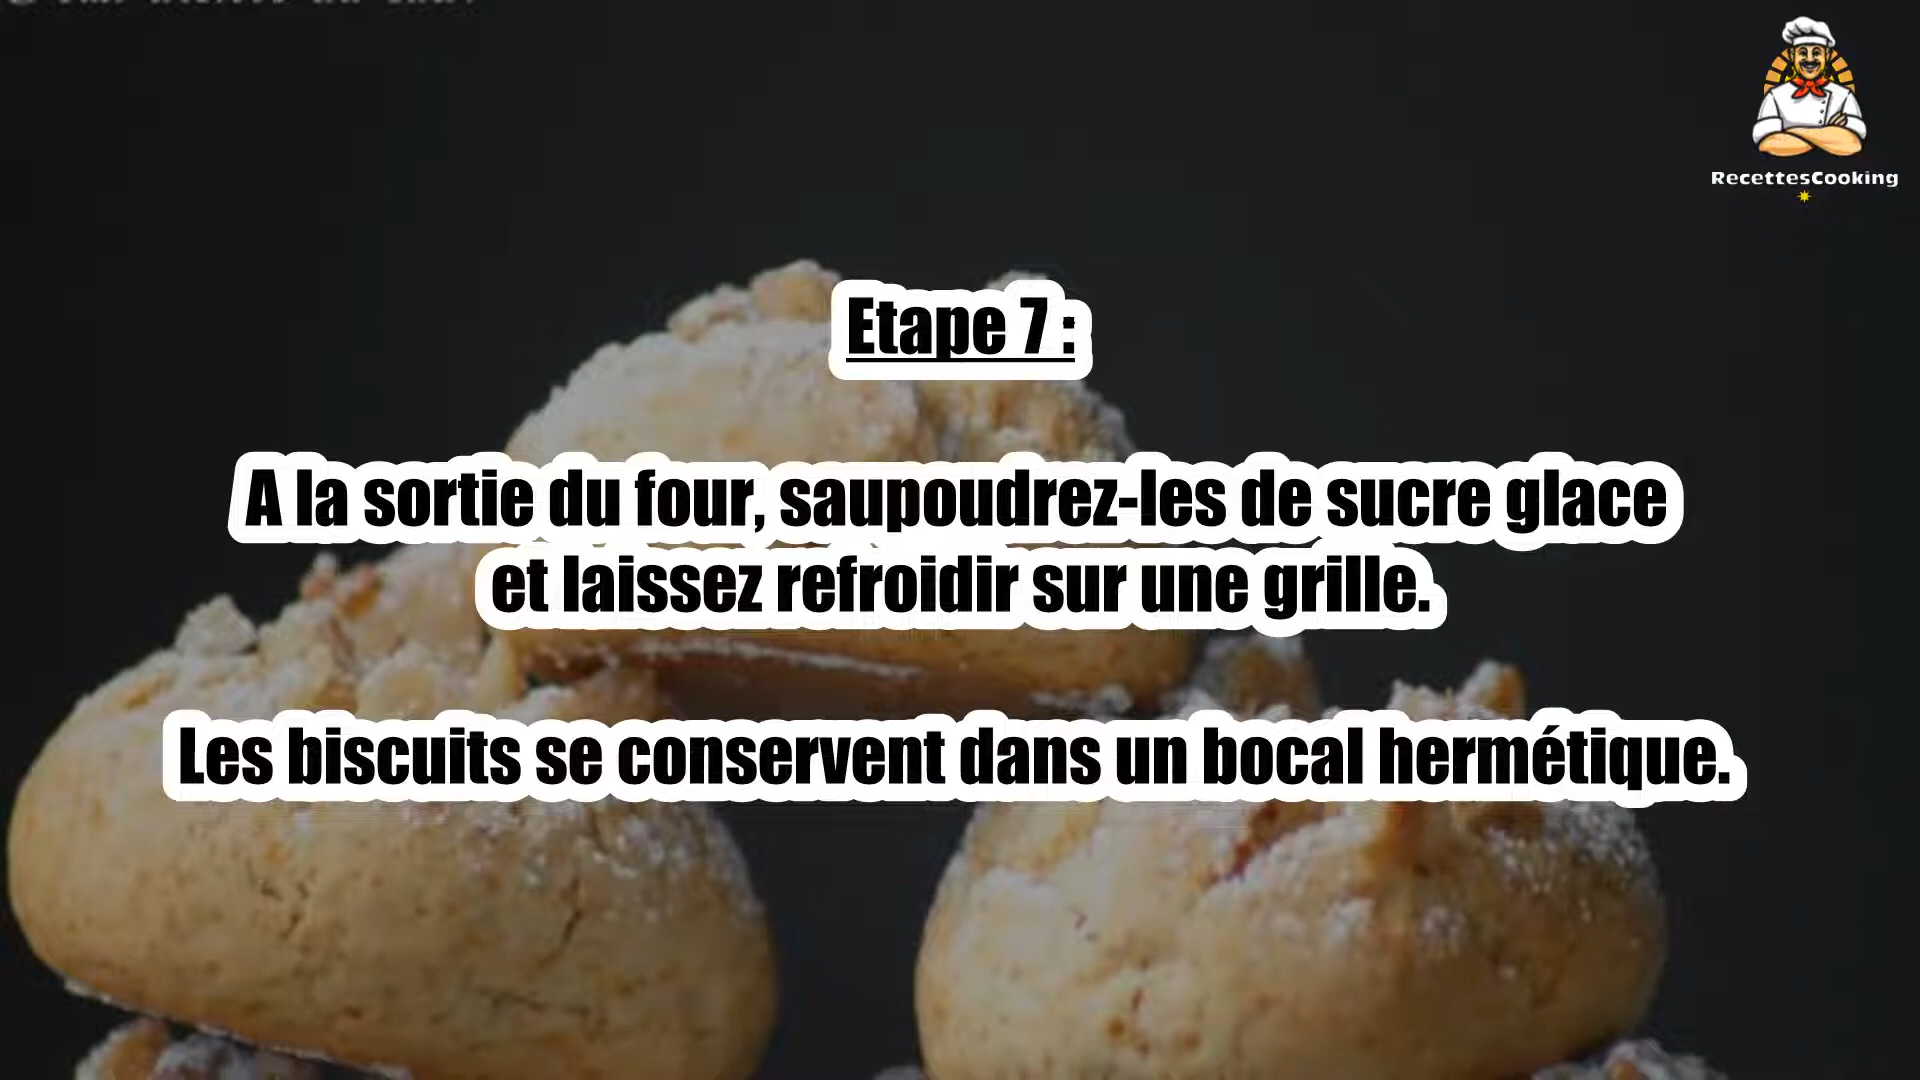 RecettesCooking
Etape 7 :
A la sortie du four, saupoudrez-les de sucre glace
et laissez refroidir sur une grille.
Les biscuits se conservent dans un bocal hermétique.